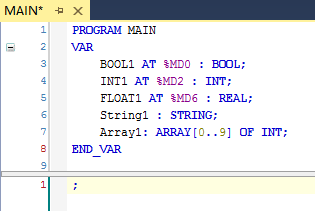 MAIN*
1 PROGRAM MAIN
2 VAR
3 BOOL1 AT %MD0 : BOOL;
4 INT1 AT %MD2 : INT;
5 FLOAT1 AT %MD6 : REAL;
6 String1 : STRING;
7 Array1: ARRAY[0..9] OF INT;
8 END_VAR
9
1 ;